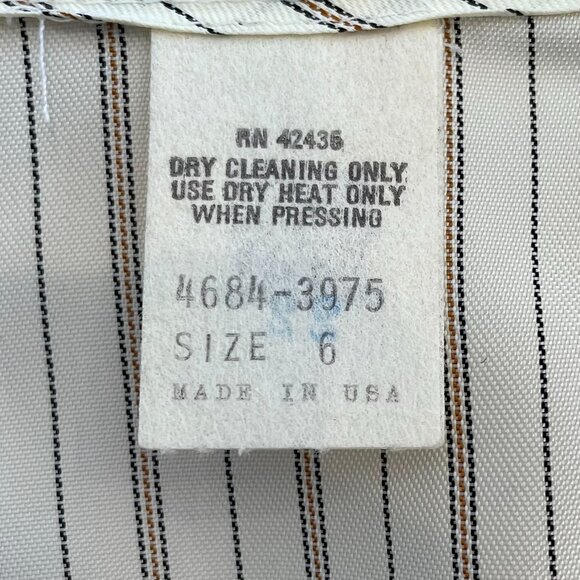 RN 42436
DRY CLEANING ONLY
USE DRY HEAT ONLY
WHEN PRESSING
4684-3975
SIZE 6
MADE IN USA